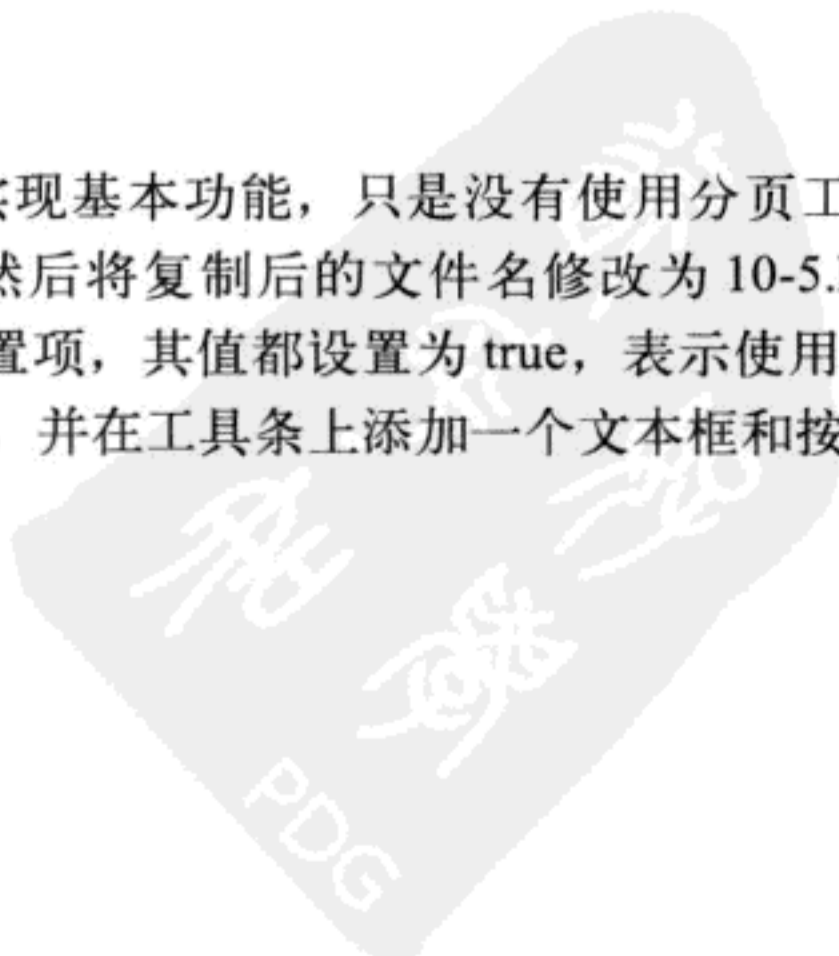 现基本功能，只是没有使用分页工
后将复制后的文件名修改为 10-5.
置项，其值都设置为 true，表示使用
并在工具条上添加一个文本框和按
PDG